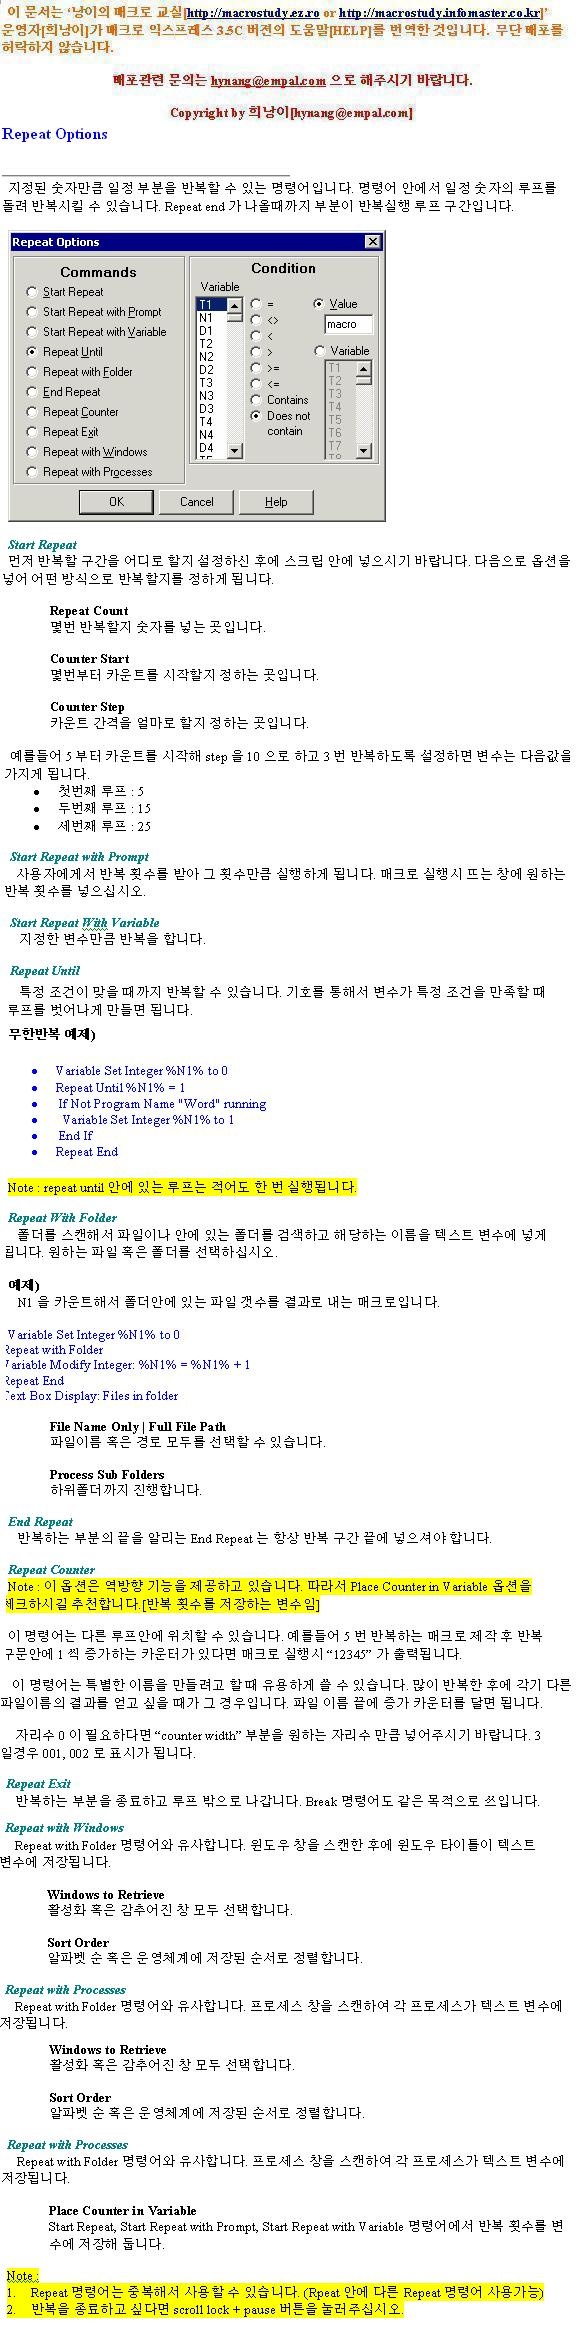 이 문서는 '낭이의 매크로 교실[http://macrostudy.ez.ro or http://macrostudy.infomaster.co.kr]'
운영자[희낭이]가 매크로 익스프레스 3.5C 버전의 도움말[HELP]를 번역한 것입니다. 무단 배포를
허락하지 않습니다.
배포관련 문의는 hynang@empal.com 으로 해주시기 바랍니다.
Copyright by 희낭이[hynang@empal.com]
Repeat Options
지정된 숫자만큼 일정 부분을 반복할 수 있는 명령어입니다. 명령어 안에서 일정 숫자의 루프를
돌려 반복시킬 수 있습니다. Repeat end 가 나올때까지 부분이 반복실행 루프 구간입니다.
Repeat Options
Commands
Start Repeat
Start Repeat with Prompt
Start Repeat with Variable
Repeat Until
Repeat with Folder
End Repeat
Repeat Counter
Repeat Exit
Repeat with Windows
Repeat with Processes
Condition
Variable
T1
N1
D1
T2
N2
D2
T3
N3
D3
T4
N4
D4
=
<>
<
>
>=
<=
Contains
Does not
contain
Value
macro
Variable
T1
T2
T3
T4
T5
T6
T7
OK Cancel Help
Start Repeat
먼저 반복할 구간을 어디로 할지 설정하신 후에 스크립 안에 넣으시기 바랍니다. 다음으로 옵션을
넣어 어떤 방식으로 반복할지를 정하게 됩니다.
Repeat Count
몇번 반복할지 숫자를 넣는 곳입니다.
Counter Start
몇번부터 카운트를 시작할지 정하는 곳입니다.
Counter Step
카운트 간격을 얼마로 할지 정하는 곳입니다.
예를들어 5 부터 카운트를 시작해 step 을 10 으로 하고 3 번 반복하도록 설정하면 변수는 다음값을
가지게 됩니다.
• 첫번째 루프 : 5
• 두번째 루프 : 15
• 세번째 루프 : 25
Start Repeat with Prompt
사용자에게서 반복 횟수를 받아 그 횟수만큼 실행하게 됩니다. 매크로 실행시 뜨는 창에 원하는
반복 횟수를 넣으십시오.
Start Repeat With Variable
지정한 변수만큼 반복을 합니다.
Repeat Until
특정 조건이 맞을 때까지 반복할 수 있습니다. 기호를 통해서 변수가 특정 조건을 만족할 때
루프를 벗어나게 만들면 됩니다.
무한반복 예제)
• Variable Set Integer %N1% to 0
• Repeat Until %N1% = 1
• If Not Program Name "Word" running
• Variable Set Integer %N1% to 1
• End If
• Repeat End
Note : repeat until 안에 있는 루프는 적어도 한 번 실행됩니다.
Repeat With Folder
폴더를 스캔해서 파일이나 안에 있는 폴더를 검색하고 해당하는 이름을 텍스트 변수에 넣게
됩니다. 원하는 파일 혹은 폴더를 선택하십시오.
예제)
N1 을 카운트해서 폴더안에 있는 파일 갯수를 결과로 내는 매크로입니다.
Variable Set Integer %N1% to 0
Repeat with Folder
Variable Modify Integer: %N1% = %N1% + 1
Repeat End
Text Box Display: Files in folder
File Name Only | Full File Path
파일이름 혹은 경로 모두를 선택할 수 있습니다.
Process Sub Folders
하위폴더까지 진행합니다.
End Repeat
반복하는 부분의 끝을 알리는 End Repeat 는 항상 반복 구간 끝에 넣으셔야 합니다.
Repeat Counter
Note : 이 옵션은 역방향 기능을 제공하고 있습니다. 따라서 Place Counter in Variable 옵션을
체크하시길 추천합니다.[반복 횟수를 저장하는 변수임]
이 명령어는 다른 루프안에 위치할 수 있습니다. 예를들어 5 번 반복하는 매크로 제작 후 반복
구문안에 1 씩 증가하는 카운터가 있다면 매크로 실행시 "12345" 가 출력됩니다.
이 명령어는 특별한 이름을 만들려고 할 때 유용하게 쓸 수 있습니다. 많이 반복한 후에 각기 다른
파일이름의 결과를 얻고 싶을 때가 그 경우입니다. 파일 이름 끝에 증가 카운터를 달면 됩니다.
자리수 0 이 필요하다면 "counter width" 부분을 원하는 자리수 만큼 넣어주시기 바랍니다. 3
일경우 001, 002 로 표시가 됩니다.
Repeat Exit
반복하는 부분을 종료하고 루프 밖으로 나갑니다. Break 명령어도 같은 목적으로 쓰입니다.
Repeat with Windows
Repeat with Folder 명령어와 유사합니다. 윈도우 창을 스캔한 후에 윈도우 타이틀이 텍스트
변수에 저장됩니다.
Windows to Retrieve
활성화 혹은 감추어진 창 모두 선택합니다.
Sort Order
알파벳 순 혹은 운영체계에 저장된 순서로 정렬합니다.
Repeat with Processes
Repeat with Folder 명령어와 유사합니다. 프로세스 창을 스캔하여 각 프로세스가 텍스트 변수에
저장됩니다.
Windows to Retrieve
활성화 혹은 감추어진 창 모두 선택합니다.
Sort Order
알파벳 순 혹은 운영체계에 저장된 순서로 정렬합니다.
Repeat with Processes
Repeat with Folder 명령어와 유사합니다. 프로세스 창을 스캔하여 각 프로세스가 텍스트 변수에
저장됩니다.
Place Counter in Variable
Start Repeat, Start Repeat with Prompt, Start Repeat with Variable 명령어에서 반복 횟수를 변
수에 저장해 둡니다.
Note :
1. Repeat 명령어는 중복해서 사용할 수 있습니다. (Rpeat 안에 다른 Repeat 명령어 사용가능)
2. 반복을 종료하고 싶다면 scroll lock + pause 버튼을 눌러주십시오.